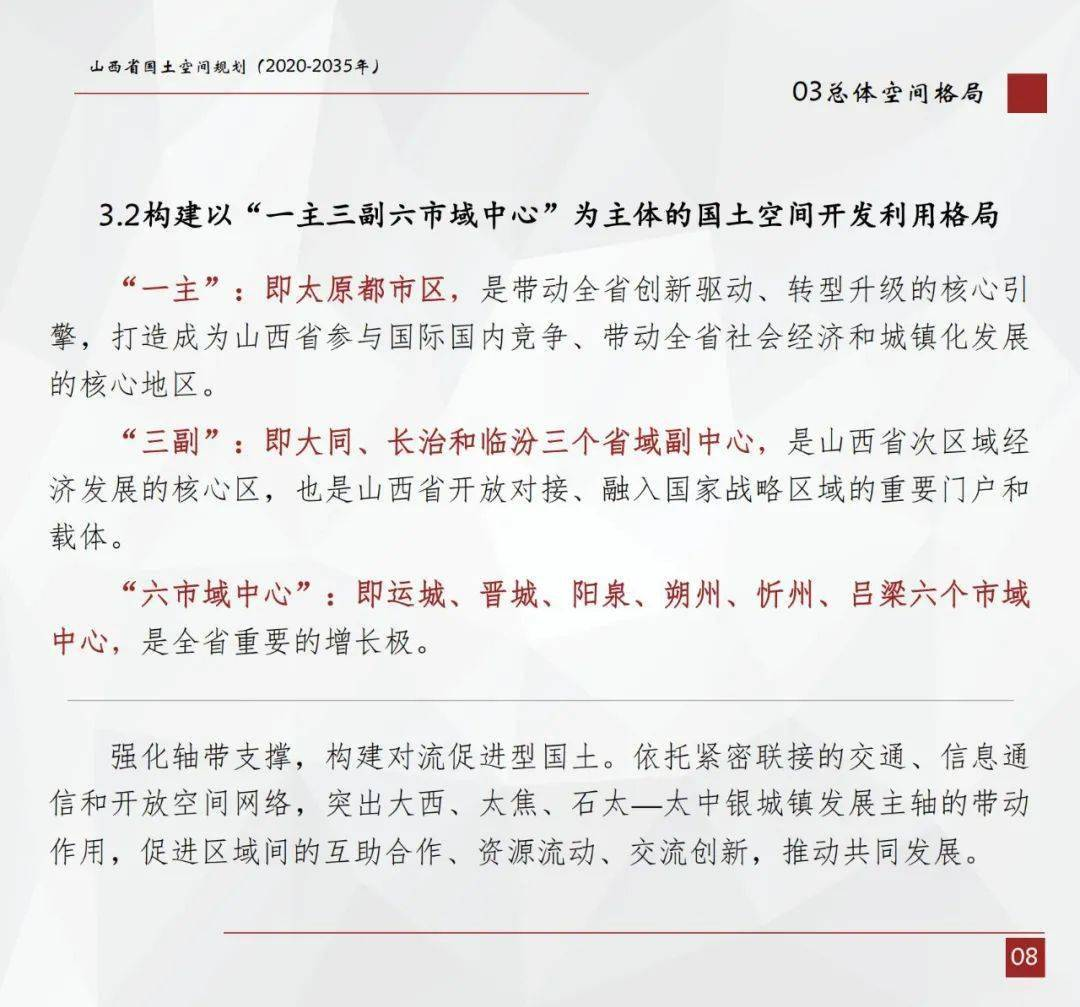 山西省国土空间规划（2020-2035年）
03总体空间格局
3.2构建以“一主三副六市域中心”为主体的国土空间开发利用格局
“一主”：即太原都市区，是带动全省创新驱动、转型升级的核心引
擎，打造成为山西省参与国际国内竞争、带动全省社会经济和城镇化发展
的核心地区。
“三副”：即大同、长治和临汾三个省域副中心，是山西省次区域经
济发展的核心区，也是山西省开放对接、融入国家战略区域的重要门户和
载体。
“六市域中心”：即运城、晋城、阳泉、朔州、忻州、吕梁六个市域
中心，是全省重要的增长极。
强化轴带支撑，构建对流促进型国土。依托紧密联接的交通、信息通
信和开放空间网络，突出大西、太焦、石太—太中银城镇发展主轴的带动
作用，促进区域间的互助合作、资源流动、交流创新，推动共同发展。
08